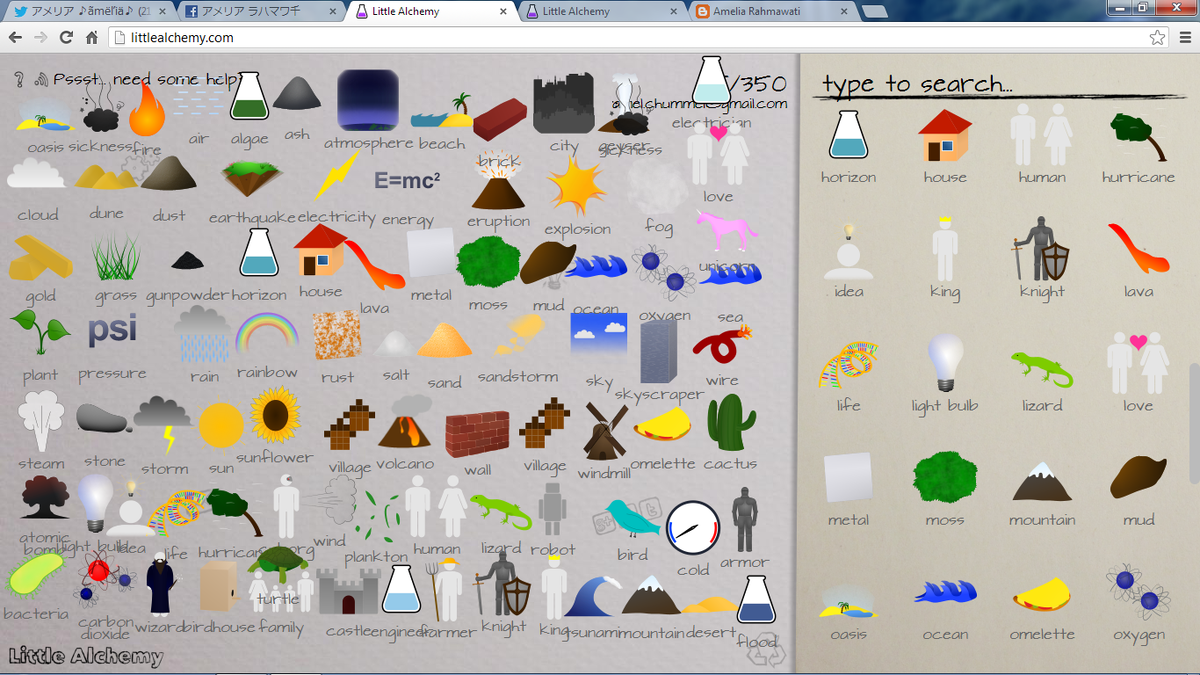 アメリア ♪ãmëľïa♪ (21
アメリア ラハマワチ
Little Alchemy
Little Alchemy
Amelia Rahmawati
littlealchemy.com
Pssst... need some help?
/350
type to search...
electrician
oasis sickness fire air algae ash atmosphere beach brick city geyser sickness love
horizon house human hurricane
cloud dune dust earthquake electricity E=mc² energy eruption explosion fog unicorn
idea king knight lava
gold grass gunpowder horizon house lava metal moss mud ocean oxygen sea
plant psi pressure rain rainbow rust salt sand sandstorm sky skyscraper wire
life light bulb lizard love
steam stone storm sun sunflower village volcano wall village windmill omelette cactus
metal moss mountain mud
atomic bomb light bulb idea life hurricane wind plankton human lizard robot bird cold armor
bacteria carbon dioxide wizard birdhouse turtle family castle engineer farmer knight king tsunami mountain desert flood
oasis ocean omelette oxygen
Little Alchemy